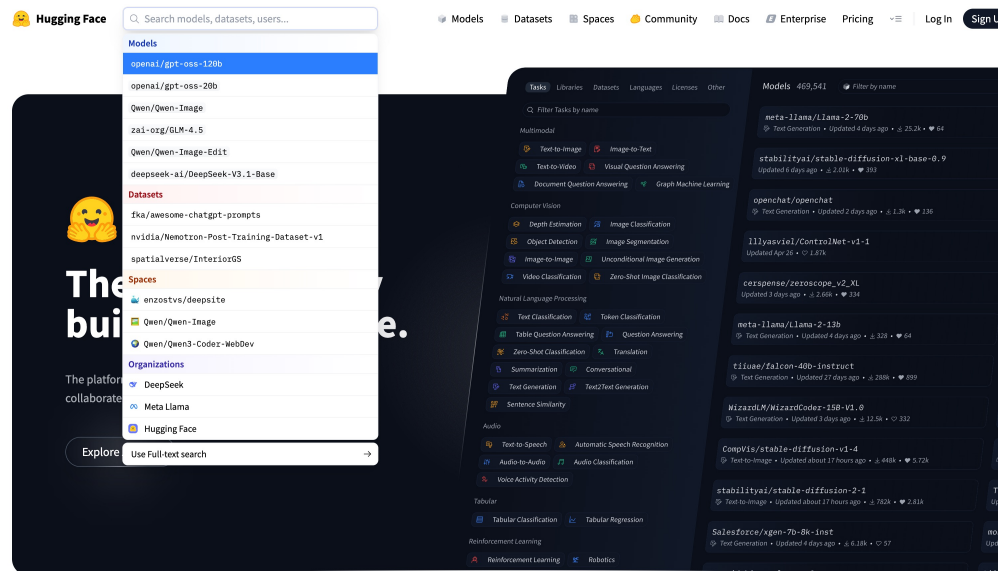 Hugging Face
Search models, datasets, users...
Models
Datasets
Spaces
Community
Docs
Enterprise
Pricing
Log In
Sign U
Models
openai/gpt-oss-120b
openai/gpt-oss-20b
Qwen/Qwen-Image
zai-org/GLM-4.5
Qwen/Qwen-Image-Edit
deepseek-ai/DeepSeek-V3.1-Base
Datasets
fka/awesome-chatgpt-prompts
nvidia/Nemotron-Post-Training-Dataset-v1
spatialverse/InteriorGS
Spaces
enzostvs/deepsite
Qwen/Qwen-Image
Qwen/Qwen3-Coder-WebDev
Organizations
DeepSeek
Meta Llama
Hugging Face
Use Full-text search
The
y
bui
e.
The platfor
collaborate
Explore
Tasks Libraries Datasets Languages Licenses Other
Filter Tasks by name
Multimodal
Text-to-Image Image-to-Text
Text-to-Video Visual Question Answering
Document Question Answering Graph Machine Learning
Computer Vision
Depth Estimation Image Classification
Object Detection Image Segmentation
Image-to-Image Unconditional Image Generation
Video Classification Zero-Shot Image Classification
Natural Language Processing
Text Classification Token Classification
Table Question Answering Question Answering
Zero-Shot Classification Translation
Summarization Conversational
Text Generation Text2Text Generation
Sentence Similarity
Audio
Text-to-Speech Automatic Speech Recognition
Audio-to-Audio Audio Classification
Voice Activity Detection
Tabular
Tabular Classification Tabular Regression
Reinforcement Learning
Reinforcement Learning Robotics
Models 469,541 Filter by name
meta-llama/Llama-2-70b
Text Generation • Updated 4 days ago • 25.2k • 64
stabilityai/stable-diffusion-xl-base-0.9
Updated 6 days ago • 2.01k • 393
openchat/openchat
Text Generation • Updated 2 days ago • 1.3k • 136
lllyasviel/ControlNet-v1-1
Updated Apr 26 • 1.87k
cerspense/zeroscope_v2_XL
Updated 3 days ago • 2.66k • 334
meta-llama/Llama-2-13b
Text Generation • Updated 4 days ago • 328 • 64
tiiuae/falcon-40b-instruct
Text Generation • Updated 27 days ago • 288k • 899
WizardLM/WizardCoder-15B-V1.0
Text Generation • Updated 3 days ago • 12.5k • 332
CompVis/stable-diffusion-v1-4
Text-to-Image • Updated about 17 hours ago • 448k • 5.72k
stabilityai/stable-diffusion-2-1
Text-to-Image • Updated about 17 hours ago • 782k • 2.81k
Salesforce/xgen-7b-8k-inst
Text Generation • Updated 4 days ago • 6.18k • 57